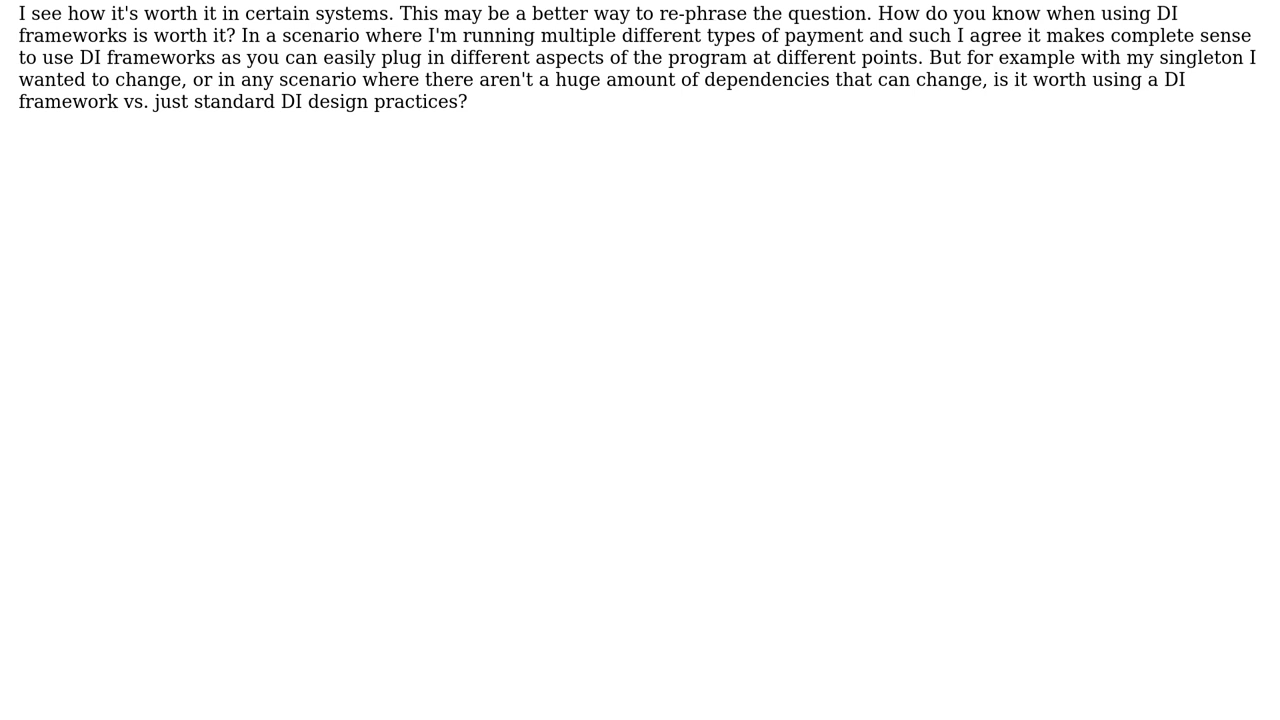 I see how it's worth it in certain systems. This may be a better way to re-phrase the question. How do you know when using DI
frameworks is worth it? In a scenario where I'm running multiple different types of payment and such I agree it makes complete sense
to use DI frameworks as you can easily plug in different aspects of the program at different points. But for example with my singleton I
wanted to change, or in any scenario where there aren't a huge amount of dependencies that can change, is it worth using a DI
framework vs. just standard DI design practices?